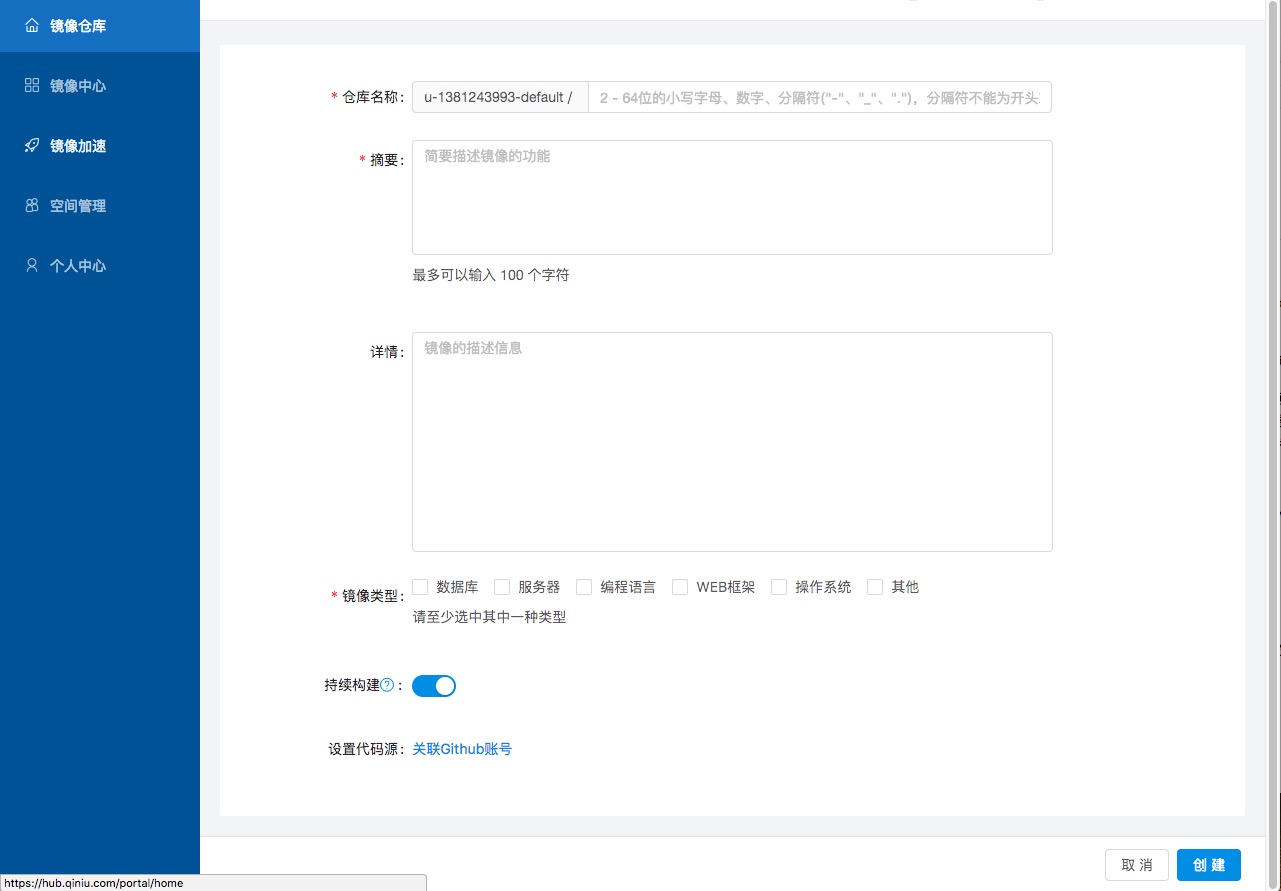 镜像仓库
镜像中心
镜像加速
空间管理
个人中心
* 仓库名称:
u-1381243993-default /
2 - 64位的小写字母、数字、分隔符("-"、"_"、"."), 分隔符不能为开头
* 摘要:
简要描述镜像的功能
最多可以输入 100 个字符
详情:
镜像的描述信息
* 镜像类型:
数据库 服务器 编程语言 WEB框架 操作系统 其他
请至少选中其中一种类型
持续构建? :
设置代码源: 关联Github账号
取 消 创 建
https://hub.qiniu.com/portal/home